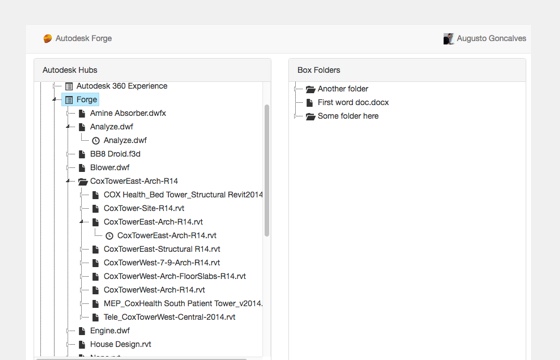 Autodesk Forge
Augusto Goncalves
Autodesk Hubs
Autodesk 360 Experience
Forge
Amine Absorber.dwfx
Analyze.dwf
Analyze.dwf
BB8 Droid.f3d
Blower.dwf
CoxTowerEast-Arch-R14
COX Health_Bed Tower_Structural Revit2014
CoxTower-Site-R14.rvt
CoxTowerEast-Arch-R14.rvt
CoxTowerEast-Arch-R14.rvt
CoxTowerEast-Structural R14.rvt
CoxTowerWest-7-9-Arch-R14.rvt
CoxTowerWest-Arch-FloorSlabs-R14.rvt
CoxTowerWest-Arch-R14.rvt
MEP_CoxHealth South Patient Tower_v2014.
Tele_CoxTowerWest-Central-2014.rvt
Engine.dwf
House Design.rvt
Box Folders
Another folder
First word doc.docx
Some folder here